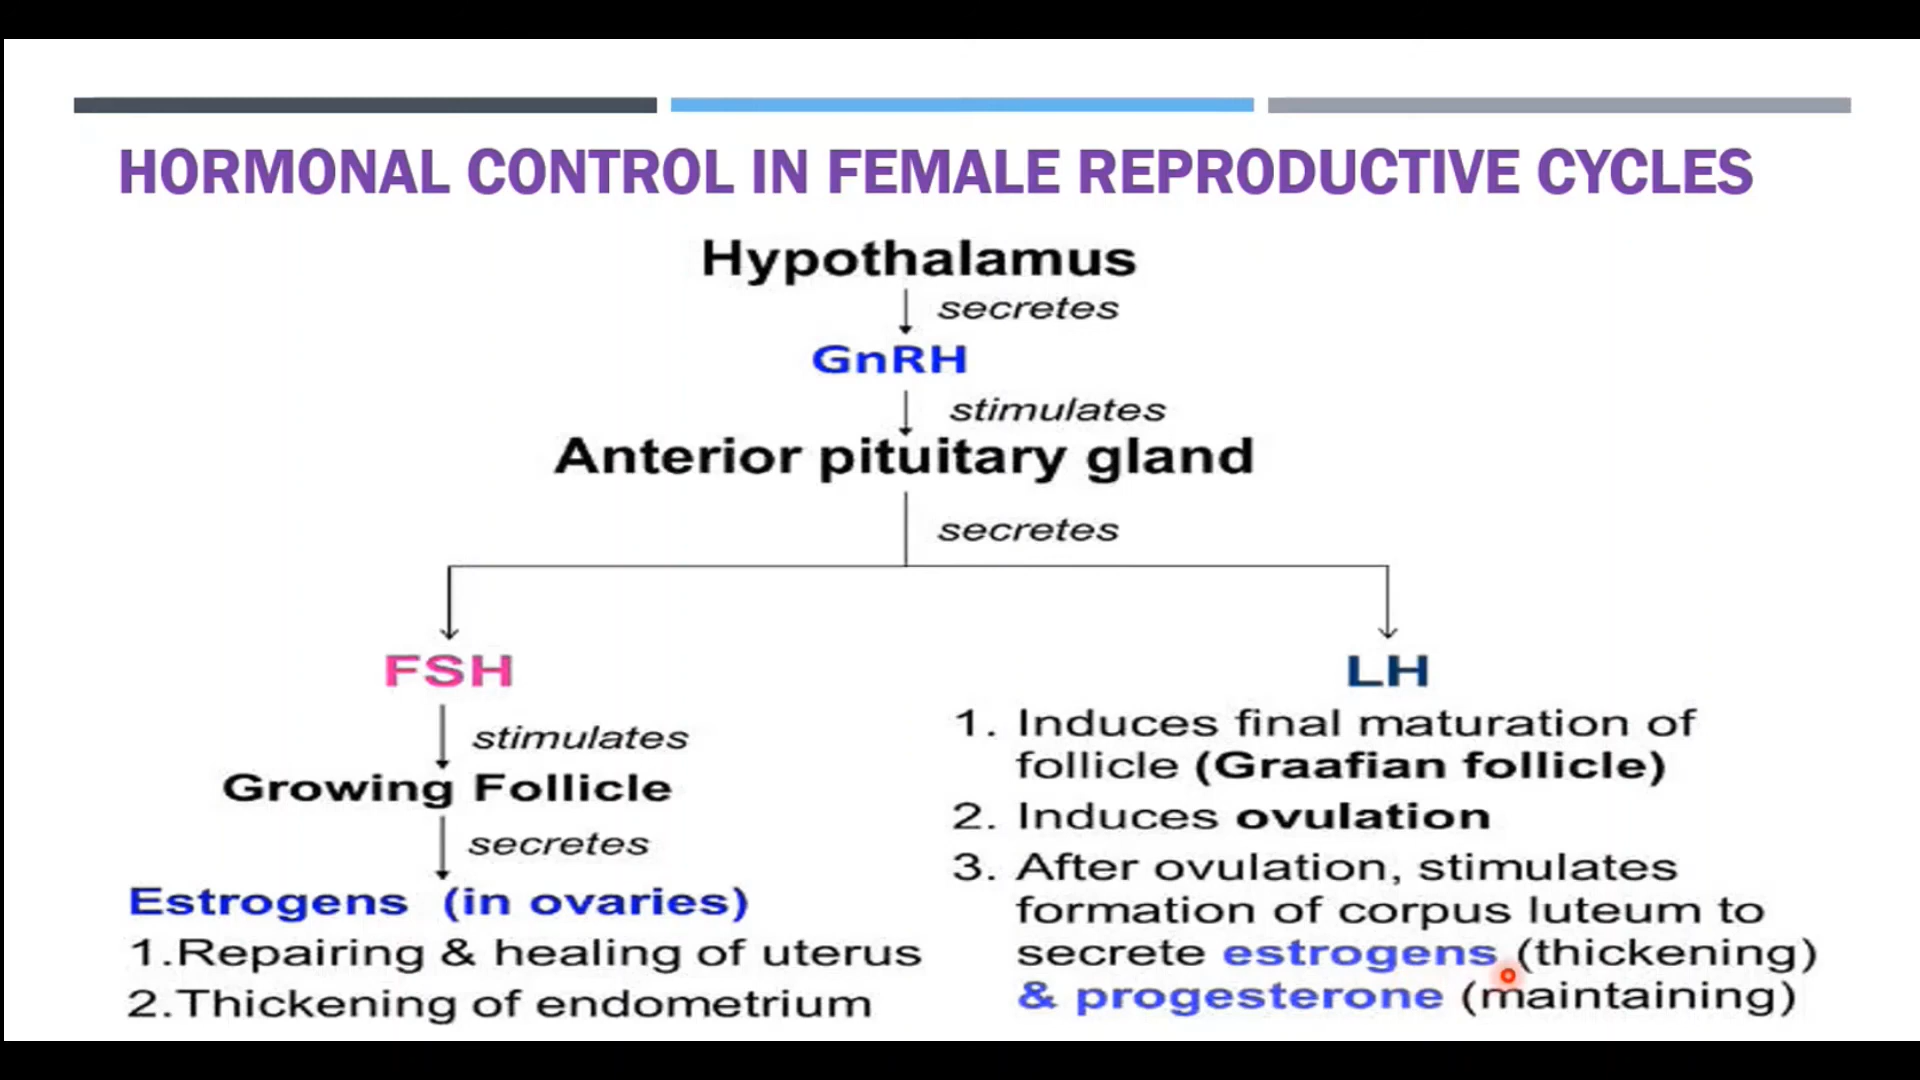 HORMONAL CONTROL IN FEMALE REPRODUCTIVE CYCLES
Hypothalamus
secretes
GnRH
stimulates
Anterior pituitary gland
secretes
FSH
stimulates
Growing Follicle
secretes
Estrogens (in ovaries)
1.Repairing & healing of uterus
2.Thickening of endometrium
LH
1. Induces final maturation of
follicle (Graafian follicle)
2. Induces ovulation
3. After ovulation, stimulates
formation of corpus luteum to
secrete estrogens (thickening)
& progesterone (maintaining)